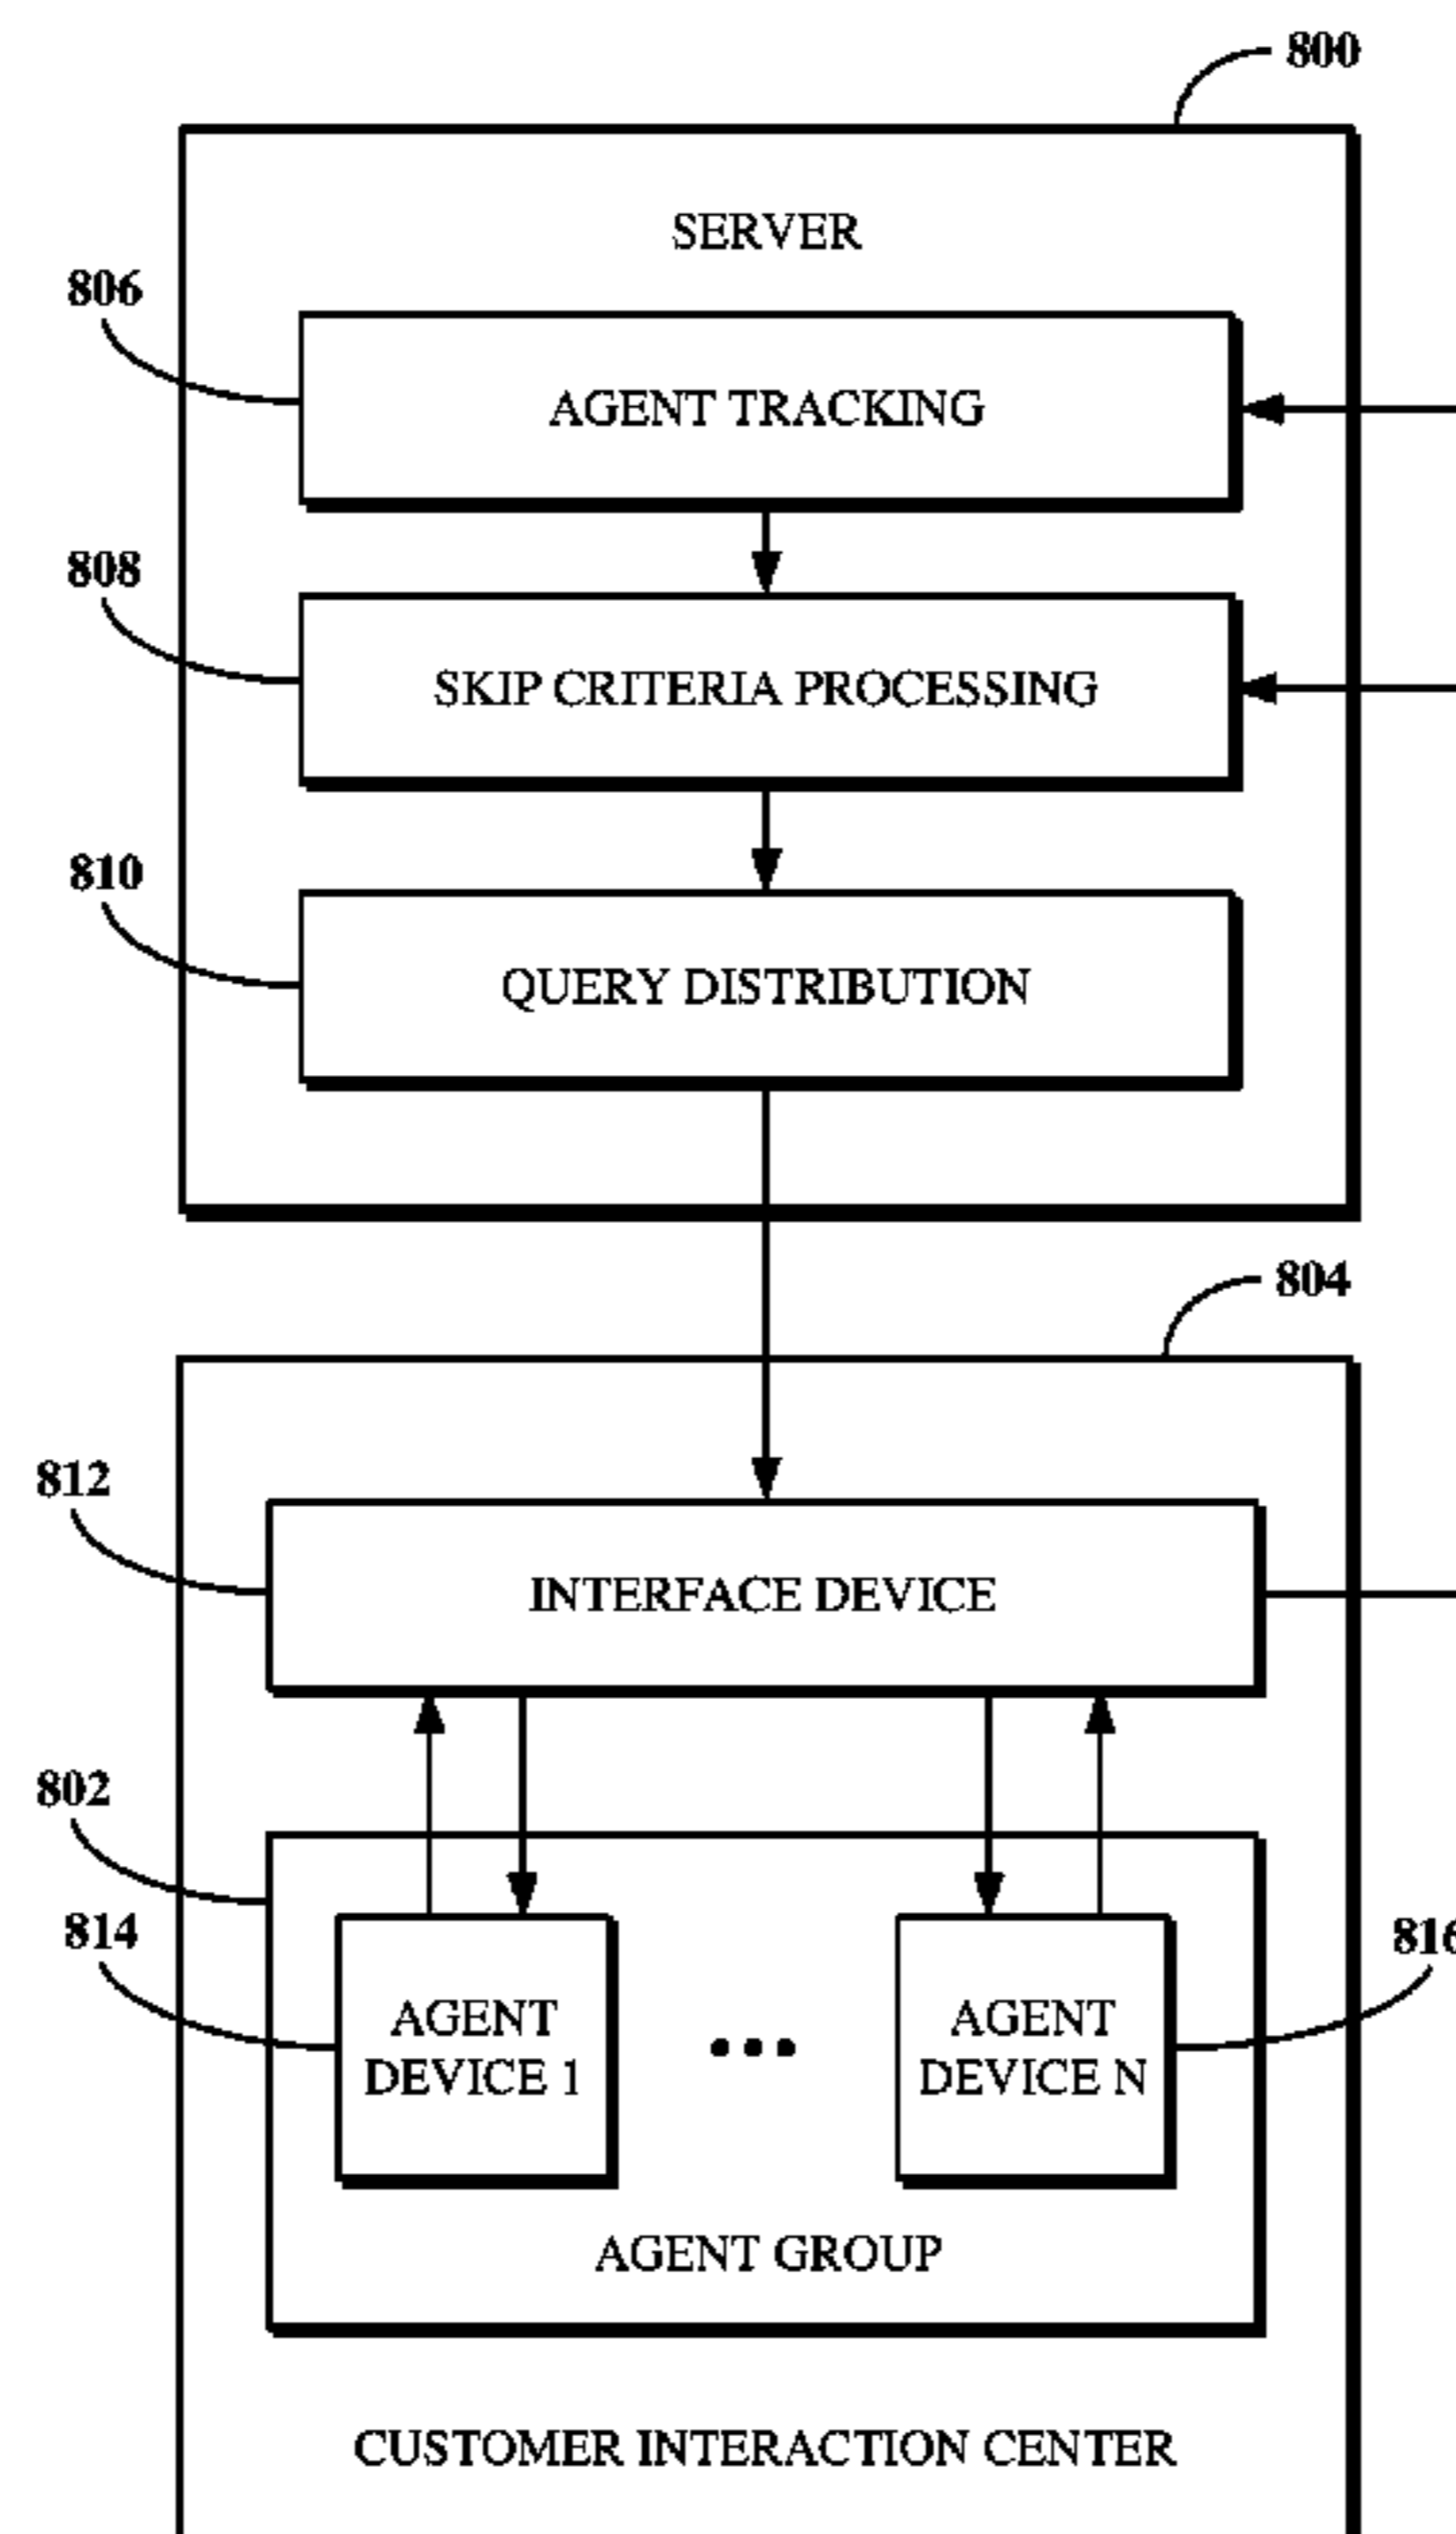 800
SERVER
806
AGENT TRACKING
808
SKIP CRITERIA PROCESSING
810
QUERY DISTRIBUTION
804
812
INTERFACE DEVICE
802
814
816
AGENT
DEVICE 1
AGENT
DEVICE N
AGENT GROUP
CUSTOMER INTERACTION CENTER